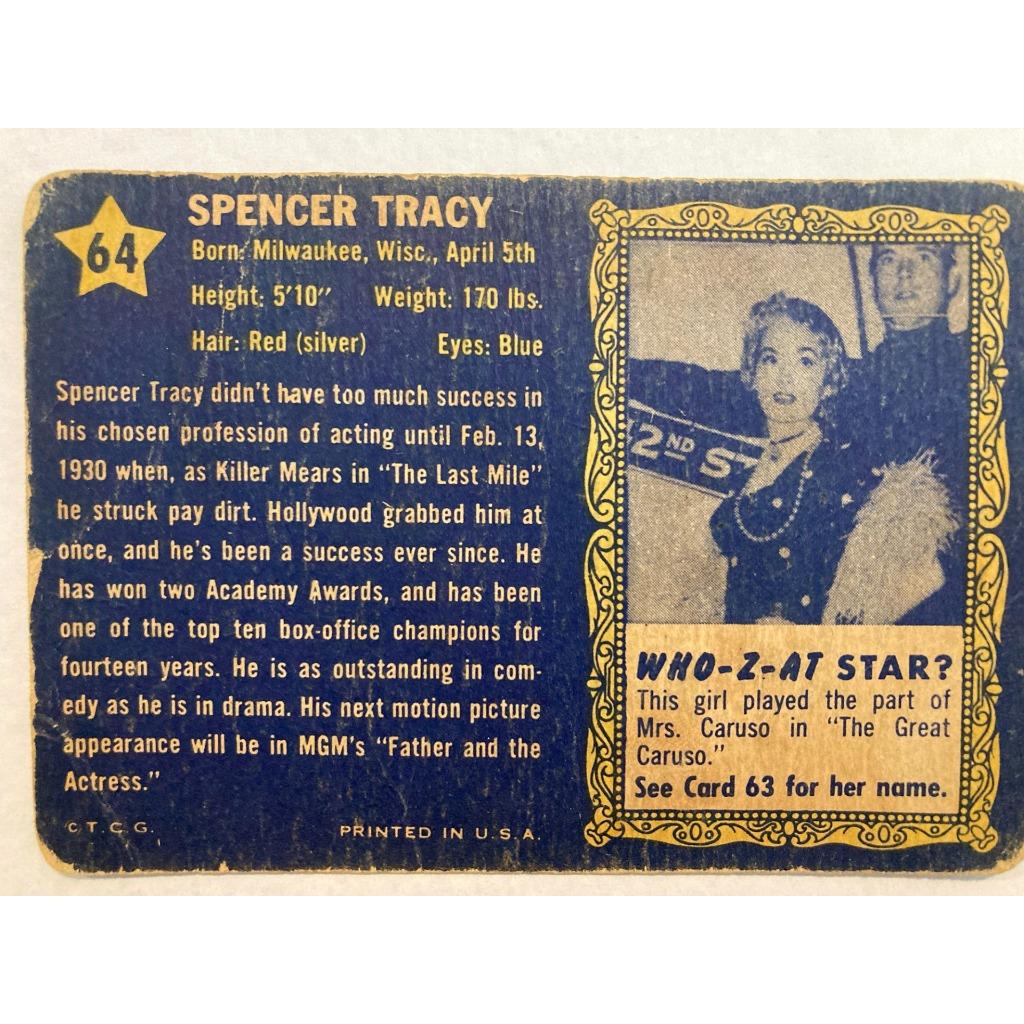 64
SPENCER TRACY
Born: Milwaukee, Wisc., April 5th
Height: 5'10" Weight: 170 lbs.
Hair: Red (silver) Eyes: Blue
Spencer Tracy didn't have too much success in
his chosen profession of acting until Feb. 13,
1930 when, as Killer Mears in "The Last Mile"
he struck pay dirt. Hollywood grabbed him at
once, and he's been a success ever since. He
has won two Academy Awards, and has been
one of the top ten box-office champions for
fourteen years. He is as outstanding in com-
edy as he is in drama. His next motion picture
appearance will be in MGM's "Father and the
Actress."
© T.C.G. PRINTED IN U.S.A.
2ND ST
WHO-Z-AT STAR?
This girl played the part of
Mrs. Caruso in "The Great
Caruso."
See Card 63 for her name.